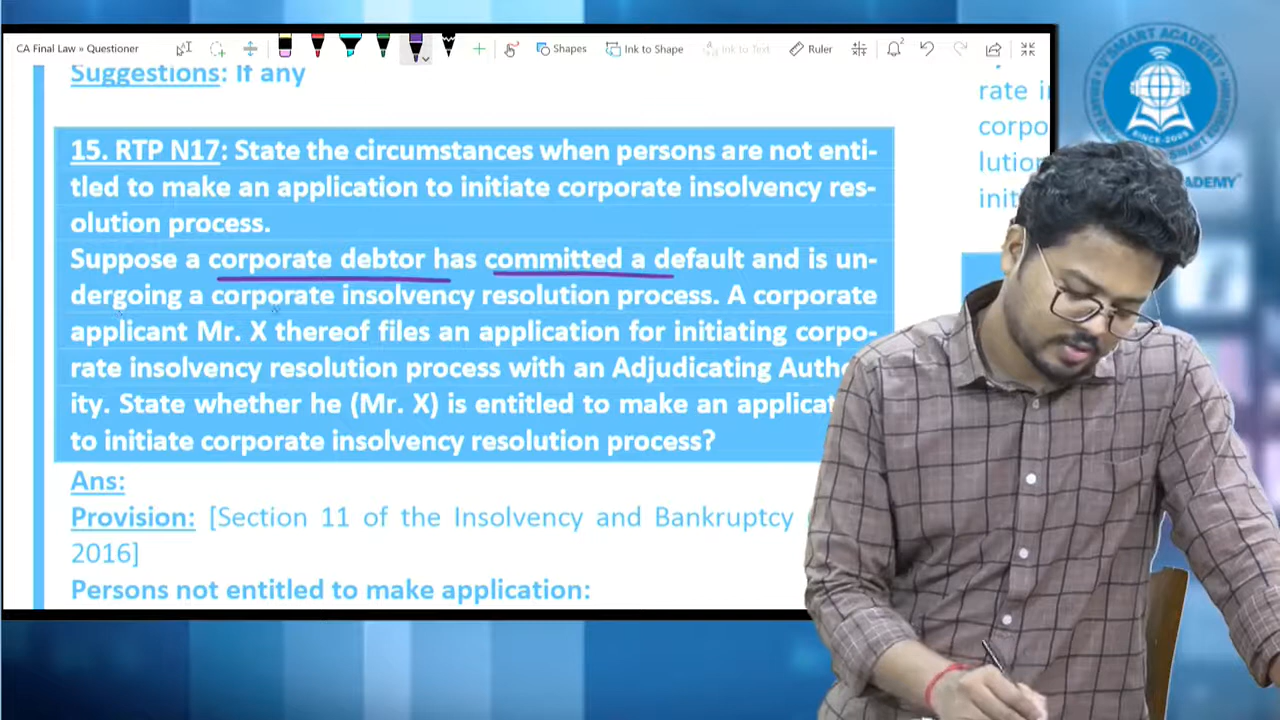 CA Final Law » Questioner
Shapes
Ink to Shape
Ink to Text
Ruler
Suggestions: If any
15. RTP N17: State the circumstances when persons are not enti-
tled to make an application to initiate corporate insolvency res-
olution process.
Suppose a corporate debtor has committed a default and is un-
dergoing a corporate insolvency resolution process. A corporate
applicant Mr. X thereof files an application for initiating corpo-
rate insolvency resolution process with an Adjudicating Autho
ity. State whether he (Mr. X) is entitled to make an applicat
to initiate corporate insolvency resolution process?
Ans:
Provision: [Section 11 of the Insolvency and Bankruptcy
2016]
Persons not entitled to make application:
rate i
corpo
lution
init
V'SMART ACADEMY
SINCE-2005